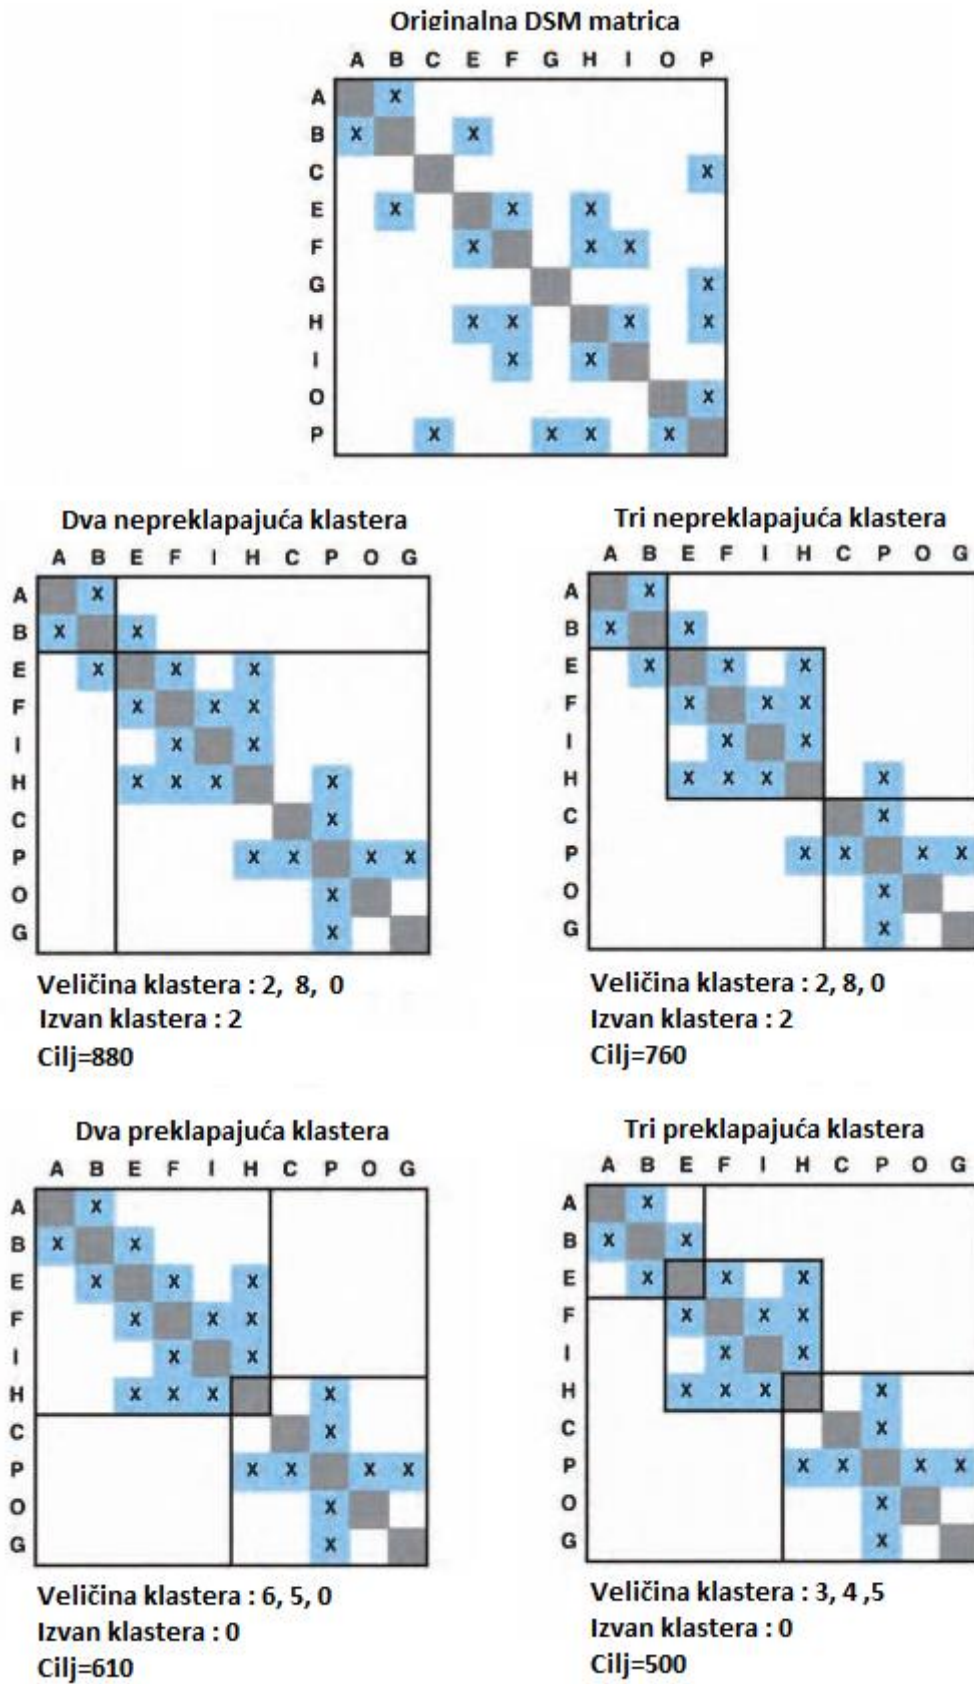 Originalna DSM matrica
A B C E F G H I O P
A X
B X X
C X
E X X X
F X X X
G X
H X X X X
I X X
O X
P X X X X
Dva nepreklapajuća klastera
A B E F I H C P O G
A X
B X X
E X X X
F X X X
I X X
H X X X X
C X
P X X X X
O X
G X
Veličina klastera : 2, 8, 0
Izvan klastera : 2
Cilj=880
Tri nepreklapajuća klastera
A B E F I H C P O G
A X
B X X
E X X X
F X X X
I X X
H X X X X
C X
P X X X X
O X
G X
Veličina klastera : 2, 8, 0
Izvan klastera : 2
Cilj=760
Dva preklapajuća klastera
A B E F I H C P O G
A X
B X X
E X X X
F X X X
I X X
H X X X X
C X
P X X X X
O X
G X
Veličina klastera : 6, 5, 0
Izvan klastera : 0
Cilj=610
Tri preklapajuća klastera
A B E F I H C P O G
A X
B X X
E X X X
F X X X
I X X
H X X X X
C X
P X X X X
O X
G X
Veličina klastera : 3, 4 ,5
Izvan klastera : 0
Cilj=500